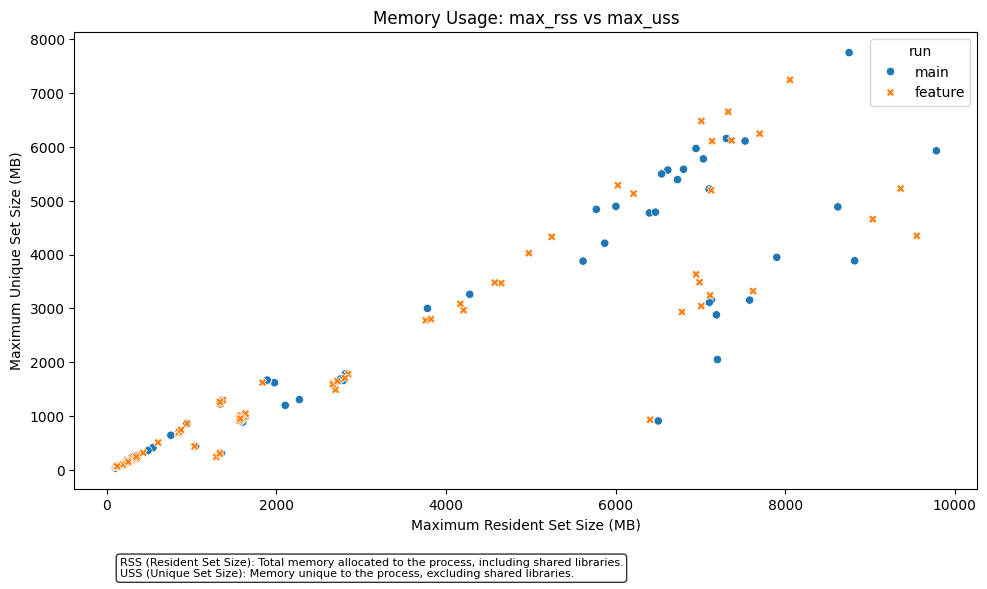 Memory Usage: max_rss vs max_uss
8000
7000
6000
5000
4000
3000
2000
1000
0
Maximum Unique Set Size (MB)
run
main
feature
0
2000
4000
6000
8000
10000
Maximum Resident Set Size (MB)
RSS (Resident Set Size): Total memory allocated to the process, including shared libraries.
USS (Unique Set Size): Memory unique to the process, excluding shared libraries.